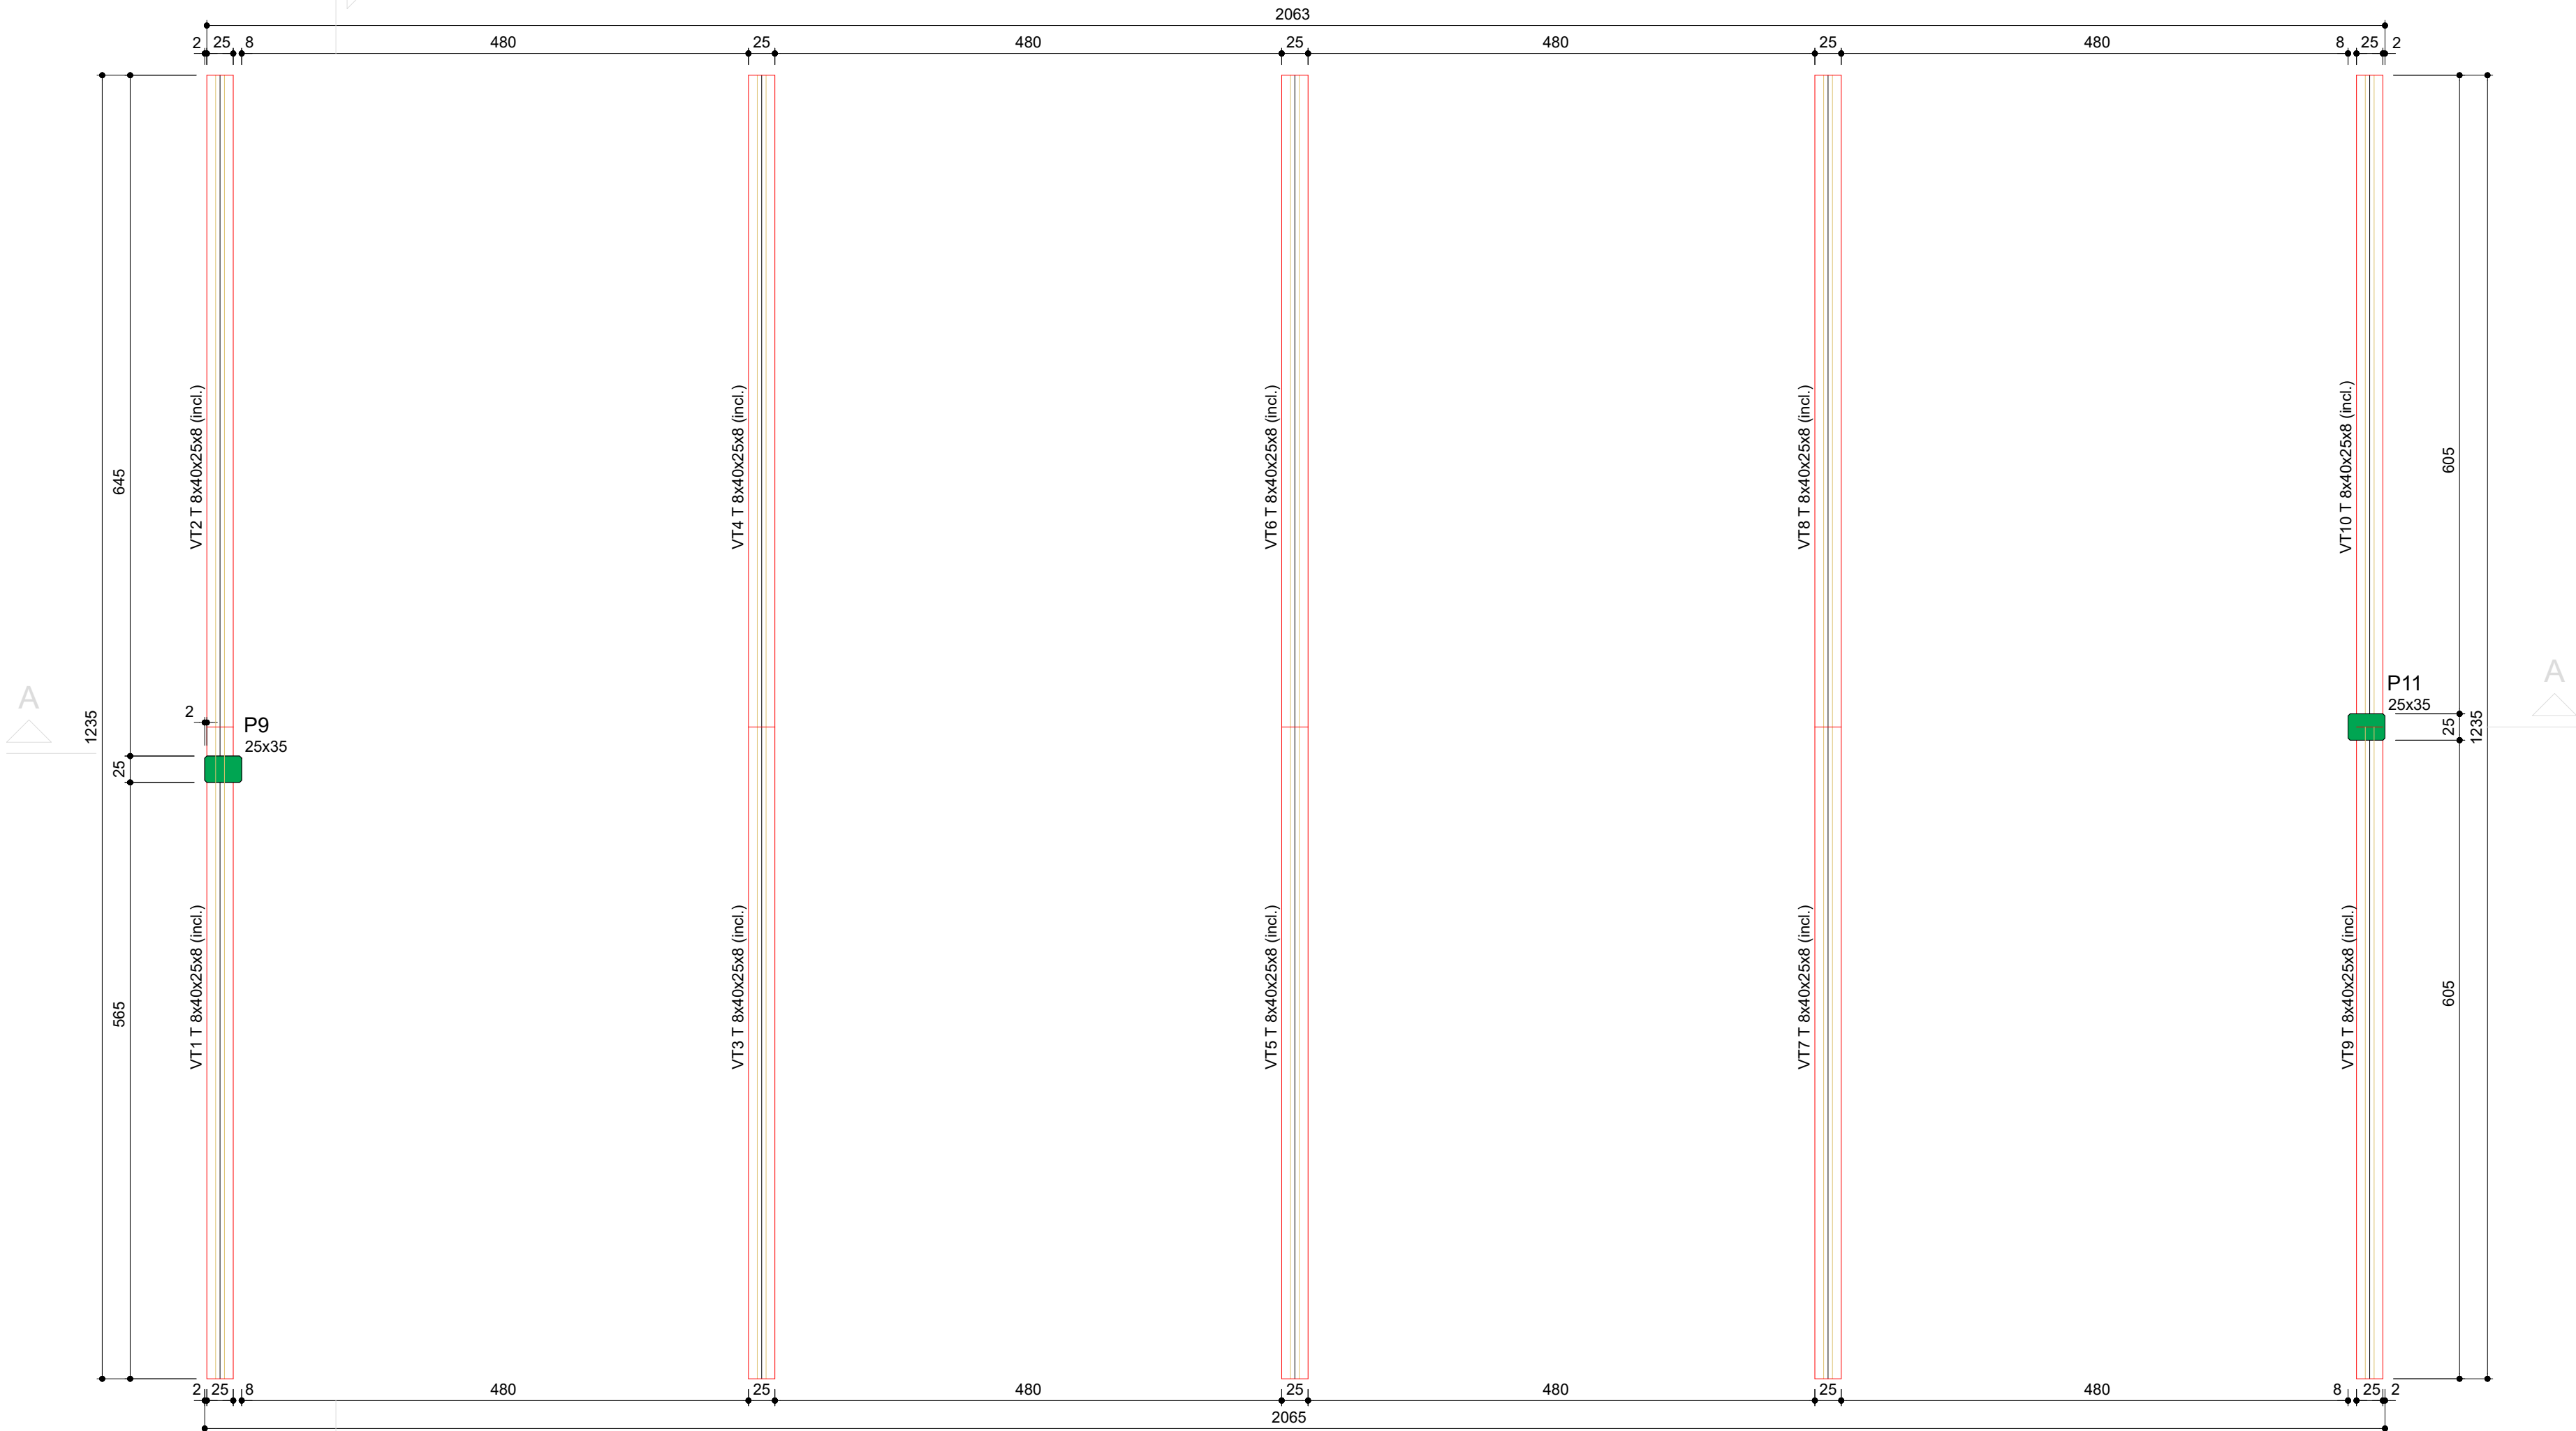 2063
2 25 8 480 25 480 25 480 25 480 8 25 2
VT2 T 8x40x25x8 (incl.)
VT4 T 8x40x25x8 (incl.)
VT6 T 8x40x25x8 (incl.)
VT8 T 8x40x25x8 (incl.)
VT10 T 8x40x25x8 (incl.)
645
605
A
A
1235
2
P9
25x35
P11
25x35
25
25
1235
VT1 T 8x40x25x8 (incl.)
VT3 T 8x40x25x8 (incl.)
VT5 T 8x40x25x8 (incl.)
VT7 T 8x40x25x8 (incl.)
VT9 T 8x40x25x8 (incl.)
565
605
2 25 8 480 25 480 25 480 25 480 8 25 2
2065